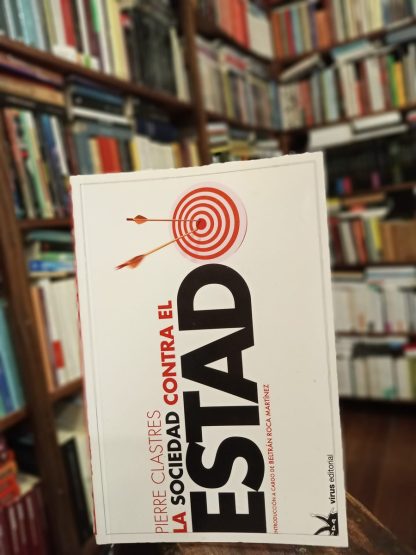 PIERRE CLASTRES
LA SOCIEDAD CONTRA EL
ESTADO
INTRODUCCIÓN A CARGO DE BELTRÁN ROCA MARTÍNEZ
virus editorial